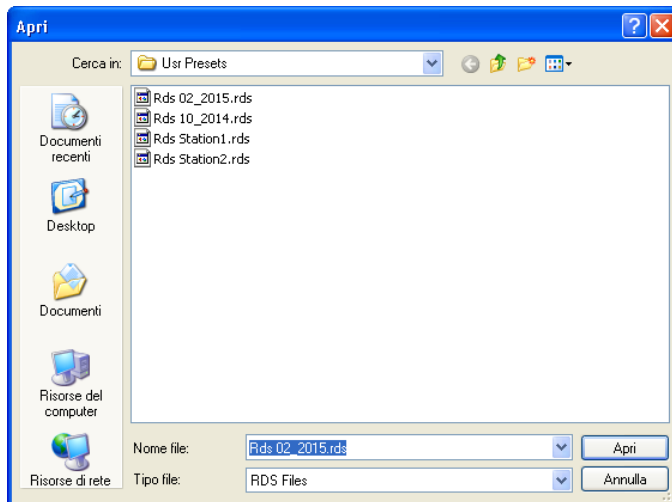 Apri
Cerca in:
Usr Presets
Rds 02_2015.rds
Rds 10_2014.rds
Rds Station1.rds
Rds Station2.rds
Documenti
recenti
Desktop
Documenti
Risorse del
computer
Risorse di rete
Nome file:
Rds 02_2015.rds
Apri
Tipo file:
RDS Files
Annulla